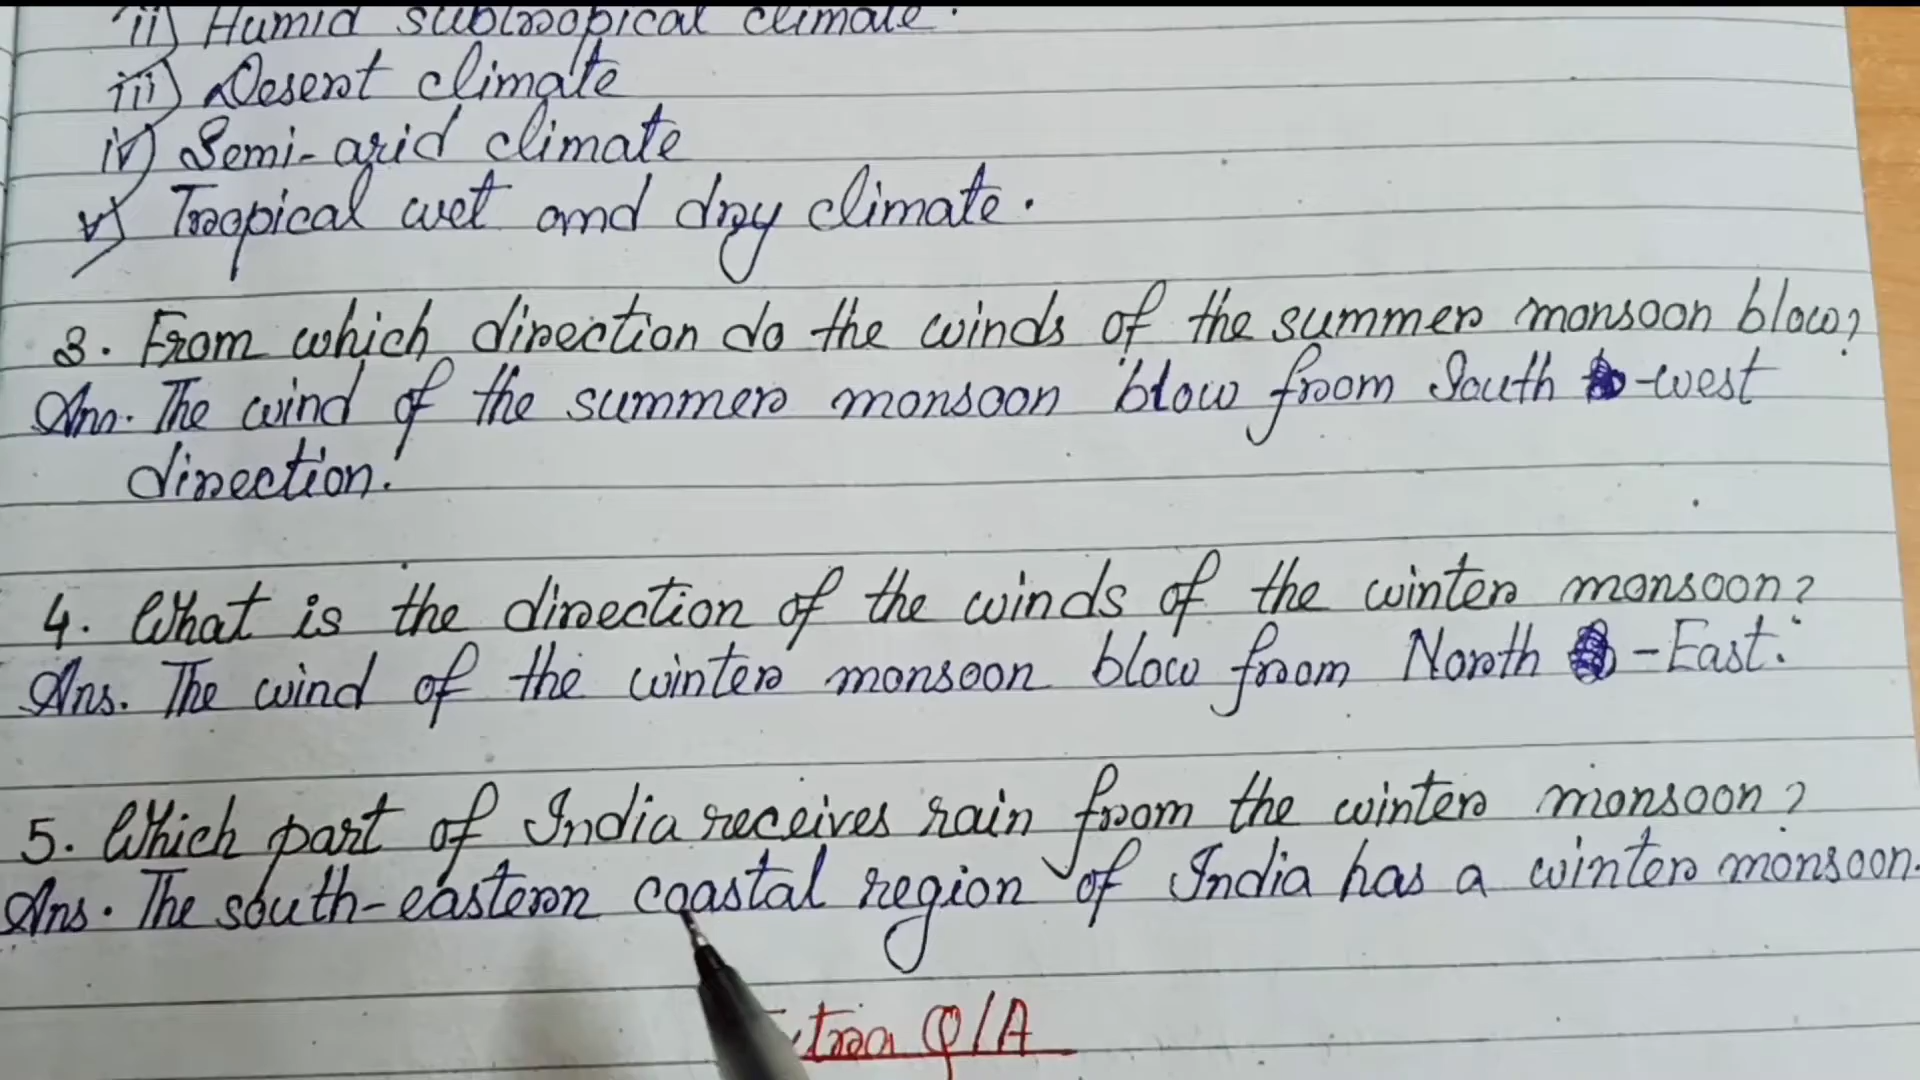 ii) Humid subtropical climate.
iii) Desert climate
iv) Semi-arid climate
v) Tropical wet and dry climate.
3. From which direction do the winds of the summer monsoon blow?
Ans. The wind of the summer monsoon blow from South -west
direction.
4. What is the direction of the winds of the winter monsoon?
Ans. The wind of the winter monsoon blow from North -East.
5. Which part of India receives rain from the winter monsoon?
Ans. The south-eastern coastal region of India has a winter monsoon.
Q/A